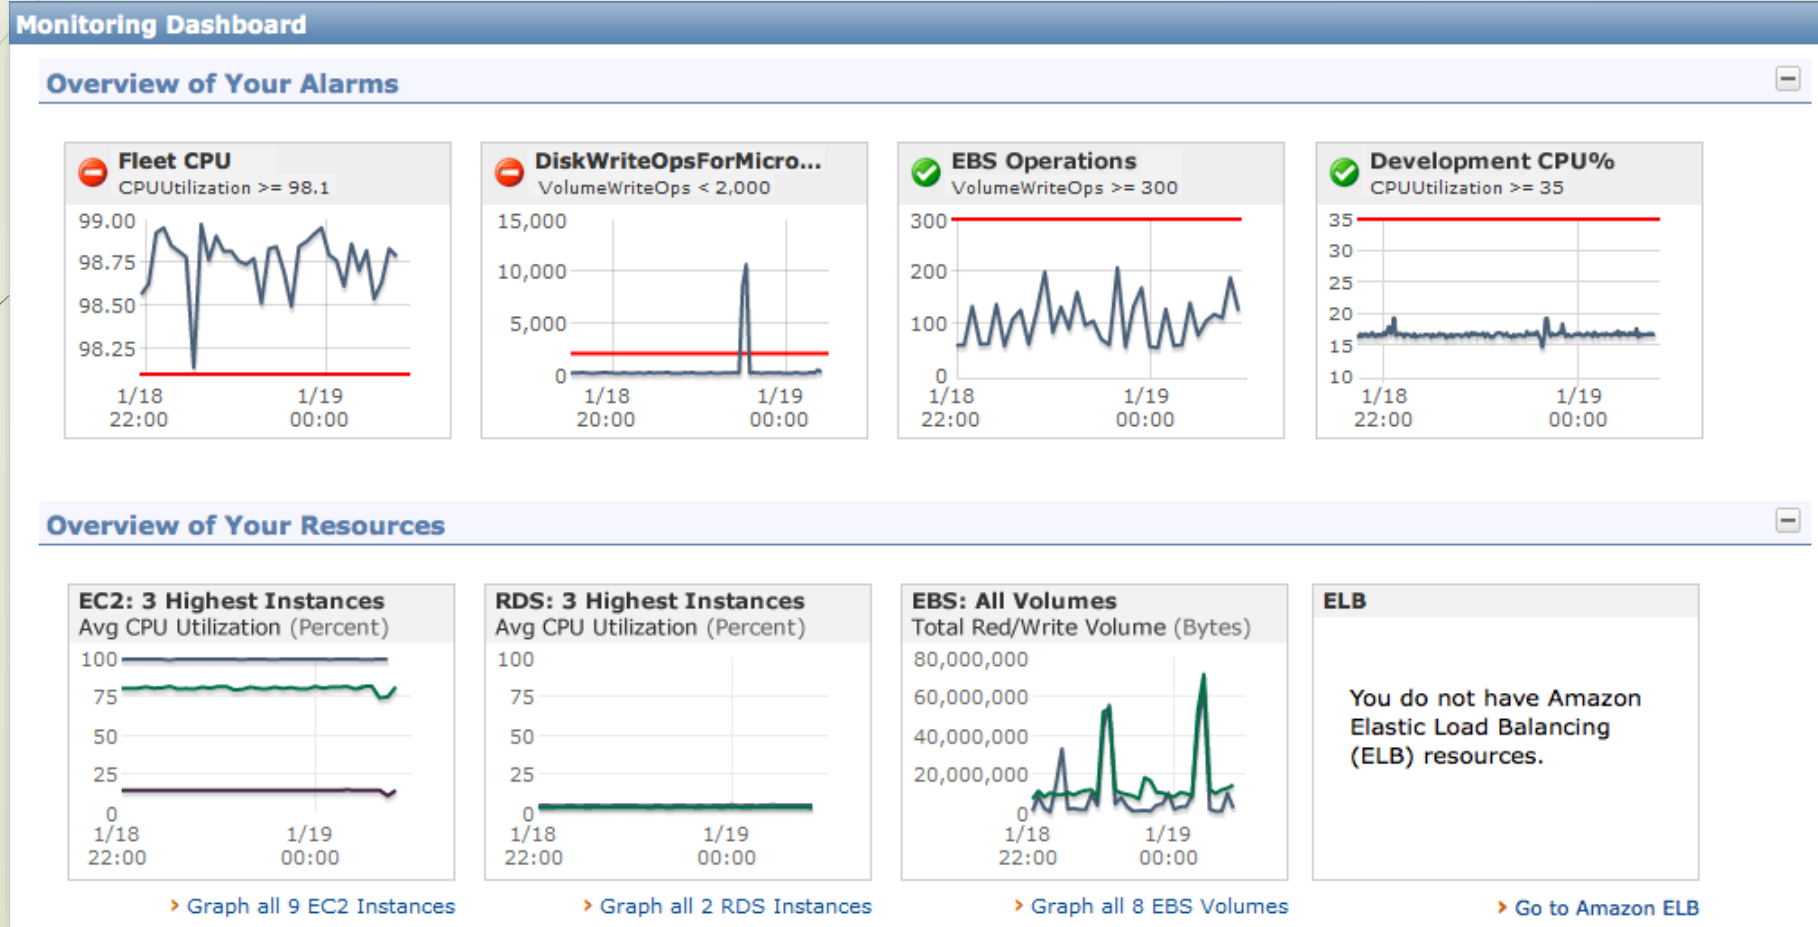 Monitoring Dashboard
Overview of Your Alarms
Fleet CPU
CPUUtilization >= 98.1
99.00
98.75
98.50
98.25
1/18 1/19
22:00 00:00
DiskWriteOpsForMicro...
VolumeWriteOps < 2,000
15,000
10,000
5,000
0
1/18 1/19
20:00 00:00
EBS Operations
VolumeWriteOps >= 300
300
200
100
0
1/18 1/19
22:00 00:00
Development CPU%
CPUUtilization >= 35
35
30
25
20
15
10
1/18 1/19
22:00 00:00
Overview of Your Resources
EC2: 3 Highest Instances
Avg CPU Utilization (Percent)
100
75
50
25
0
1/18 1/19
22:00 00:00
> Graph all 9 EC2 Instances
RDS: 3 Highest Instances
Avg CPU Utilization (Percent)
100
75
50
25
0
1/18 1/19
22:00 00:00
> Graph all 2 RDS Instances
EBS: All Volumes
Total Red/Write Volume (Bytes)
80,000,000
60,000,000
40,000,000
20,000,000
0
1/18 1/19
22:00 00:00
> Graph all 8 EBS Volumes
ELB
You do not have Amazon
Elastic Load Balancing
(ELB) resources.
> Go to Amazon ELB